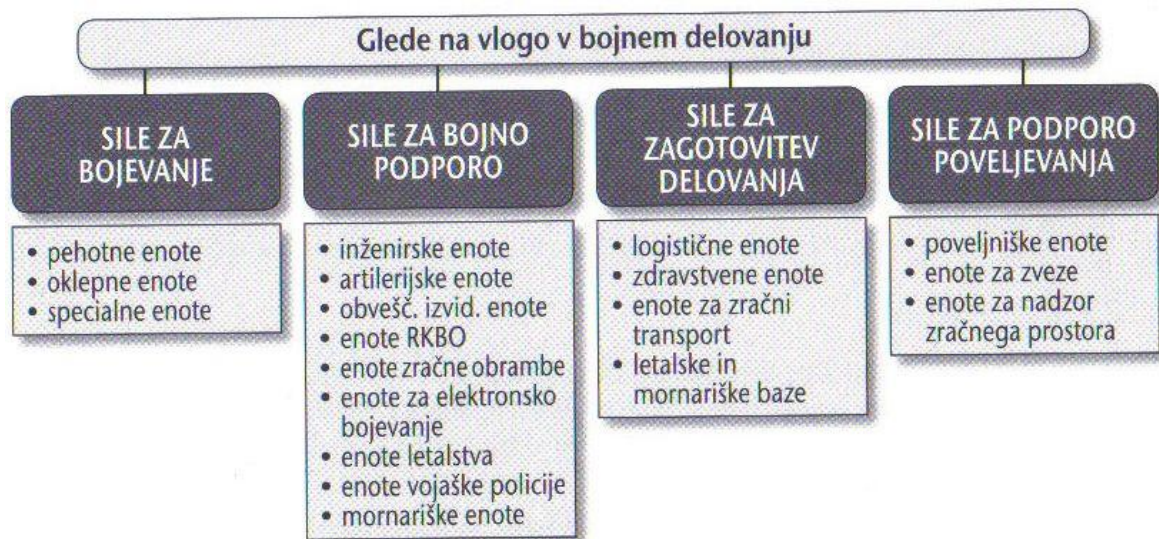 Glede na vlogo v bojnem delovanju
SILE ZA
BOJEVANJE
• pehotne enote
• oklepne enote
• specialne enote
SILE ZA BOJNO
PODPORO
• inženirske enote
• artilerijske enote
• obvešč. izvid. enote
• enote RKBO
• enote zračne obrambe
• enote za elektronsko
bojevanje
• enote letalstva
• enote vojaške policije
• mornariške enote
SILE ZA
ZAGOTOVITEV
DELOVANJA
• logistične enote
• zdravstvene enote
• enote za zračni
transport
• letalske in
mornariške baze
SILE ZA PODPORO
POVELJEVANJA
• poveljniške enote
• enote za zveze
• enote za nadzor
zračnega prostora